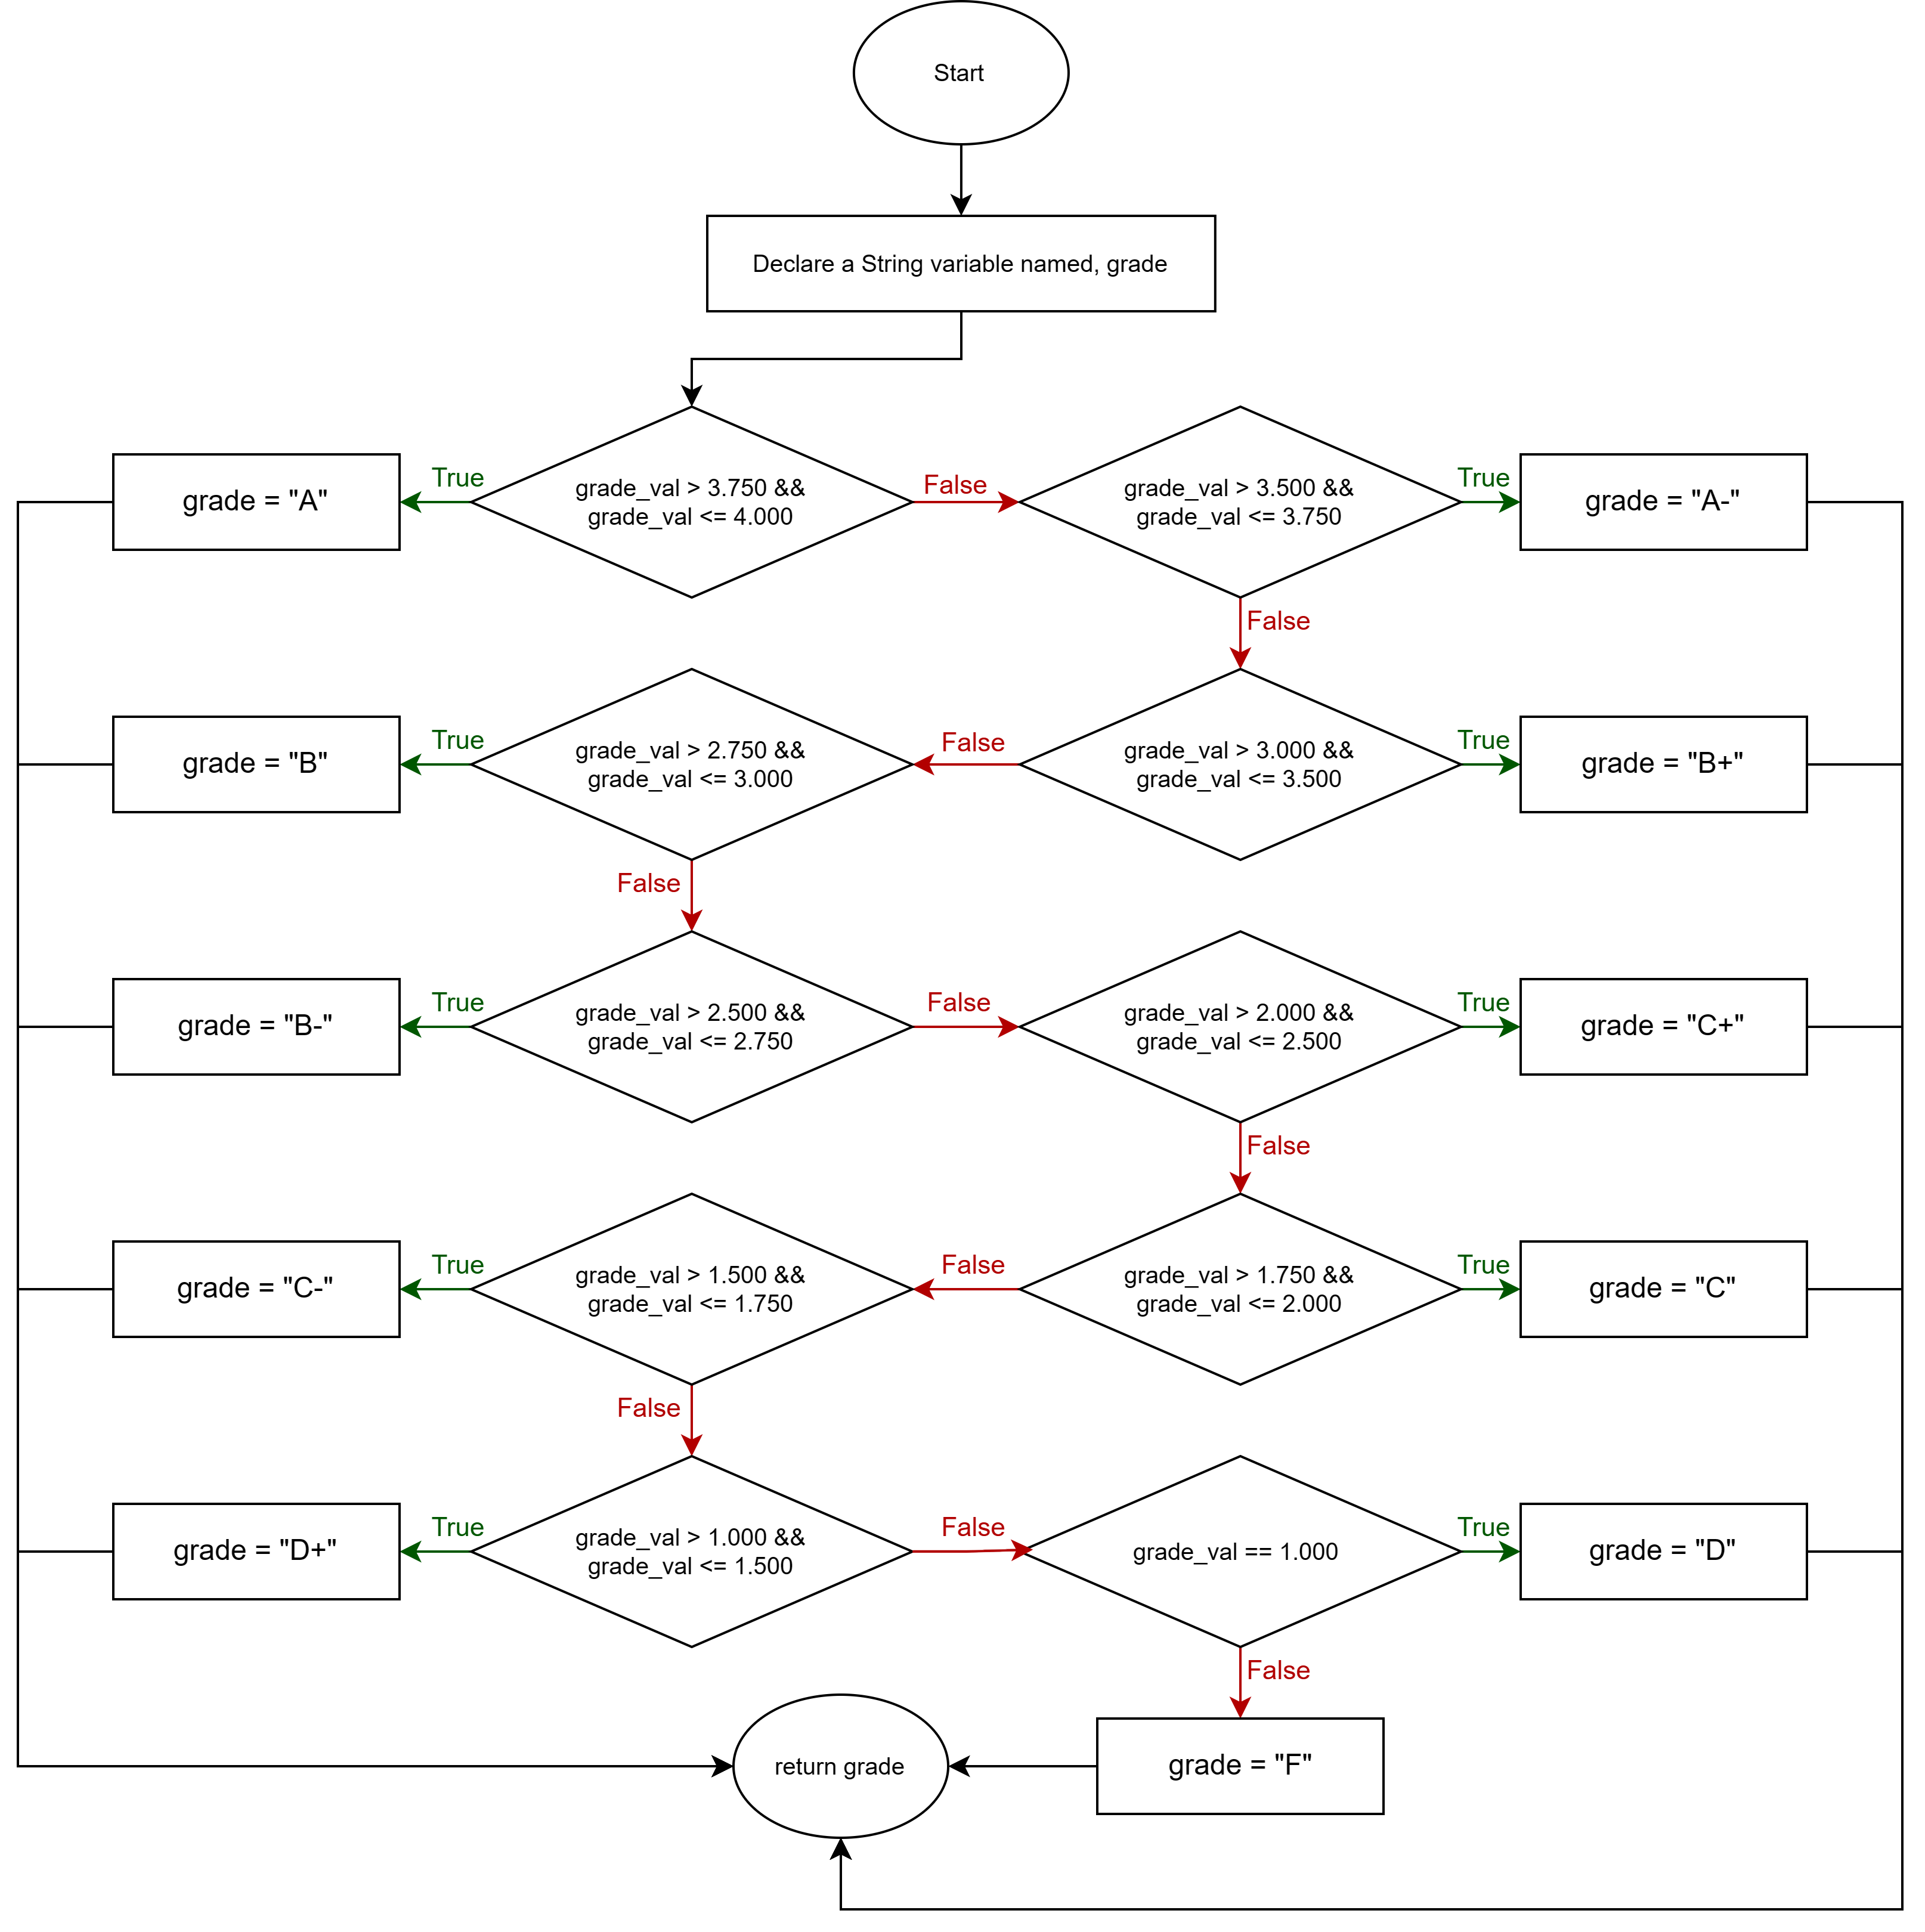 Start
Declare a String variable named, grade
grade = "A"
True
grade_val > 3.750 &&
grade_val <= 4.000
False
grade_val > 3.500 &&
grade_val <= 3.750
True
grade = "A-"
False
grade = "B"
True
grade_val > 2.750 &&
grade_val <= 3.000
False
grade_val > 3.000 &&
grade_val <= 3.500
True
grade = "B+"
False
grade = "B-"
True
grade_val > 2.500 &&
grade_val <= 2.750
False
grade_val > 2.000 &&
grade_val <= 2.500
True
grade = "C+"
False
grade = "C-"
True
grade_val > 1.500 &&
grade_val <= 1.750
False
grade_val > 1.750 &&
grade_val <= 2.000
True
grade = "C"
False
grade = "D+"
True
grade_val > 1.000 &&
grade_val <= 1.500
False
grade_val == 1.000
True
grade = "D"
False
return grade
grade = "F"